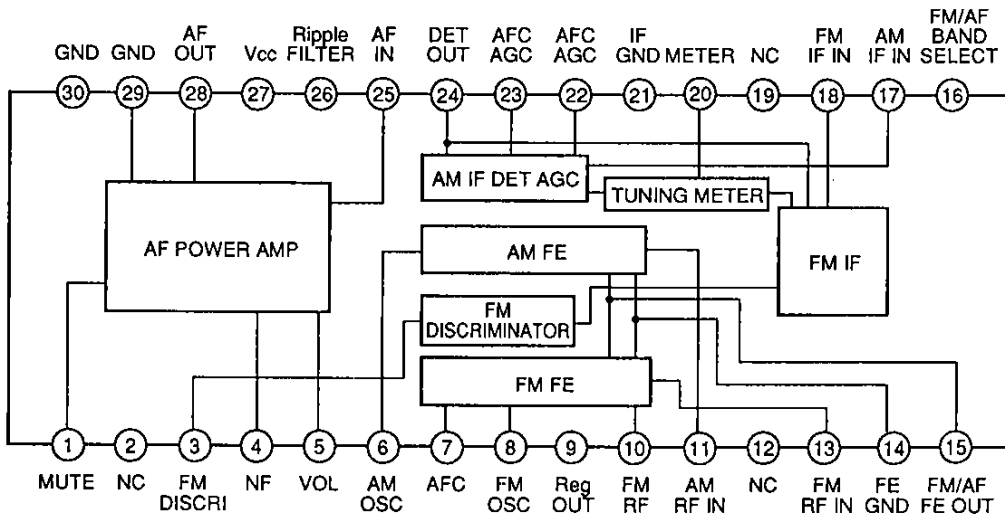 GND
GND
AF
OUT
Vcc
Ripple
FILTER
AF
IN
DET
OUT
AFC
AGC
AFC
AGC
IF
GND
METER
NC
FM
IF IN
AM
IF IN
FM/AF
BAND
SELECT
30
29
28
27
26
25
24
23
22
21
20
19
18
17
16
AM IF DET AGC
TUNING METER
AF POWER AMP
AM FE
FM IF
FM
DISCRIMINATOR
FM FE
1
2
3
4
5
6
7
8
9
10
11
12
13
14
15
MUTE
NC
FM
DISCRI
NF
VOL
AM
OSC
AFC
FM
OSC
Reg
OUT
FM
RF
AM
RF IN
NC
FM
RF IN
FE
GND
FM/AF
FE OUT